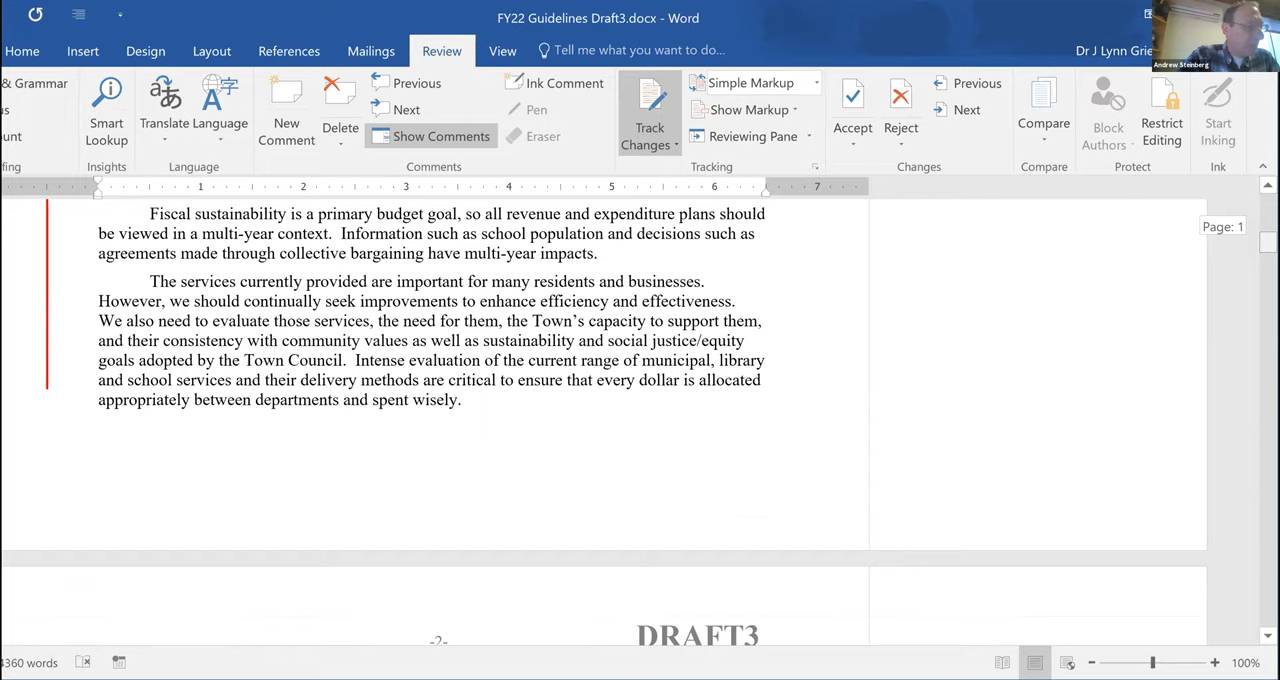 FY22 Guidelines Draft3.docx - Word
Andrew Steinberg
Home Insert Design Layout References Mailings Review View Tell me what you want to do...
& Grammar
Smart Lookup
Translate Language
New Comment
Delete
Previous
Next
Show Comments
Ink Comment
Pen
Eraser
Track Changes
Simple Markup
Show Markup
Reviewing Pane
Accept
Reject
Previous
Next
Compare
Block Authors
Restrict Editing
Start Inking
Insights Language Comments Tracking Changes Compare Protect Ink
1 2 3 4 5 6 7
Page: 1
Fiscal sustainability is a primary budget goal, so all revenue and expenditure plans should
be viewed in a multi-year context. Information such as school population and decisions such as
agreements made through collective bargaining have multi-year impacts.
The services currently provided are important for many residents and businesses.
However, we should continually seek improvements to enhance efficiency and effectiveness.
We also need to evaluate those services, the need for them, the Town's capacity to support them,
and their consistency with community values as well as sustainability and social justice/equity
goals adopted by the Town Council. Intense evaluation of the current range of municipal, library
and school services and their delivery methods are critical to ensure that every dollar is allocated
appropriately between departments and spent wisely.
-2- DRAFT3
4360 words
100%